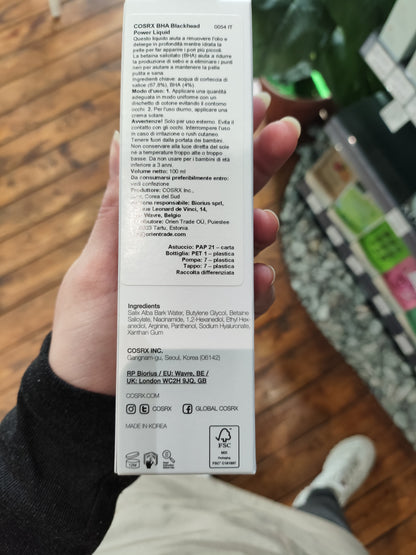 COSRX BHA Blackhead 0054 IT
Power Liquid
Questo liquido aiuta a rimuovere l'olio e
deterge in profondità mentre idrata la
pelle per far apparire i pori più piccoli.
La betaina salicilato (BHA) aiuta a ridurre
la produzione di sebo e a eliminare i punti
neri per aiutare a mantenere la pelle
pulita e sana.
Ingredienti chiave: acqua di corteccia di
salice (67,8%), BHA (4%)
Modo d'uso: 1. Applicare una quantità
adeguata in modo uniforme con un
dischetto di cotone evitando il contorno
occhi. 2. Per l'uso diurno, applicare una
crema solare.
Avvertenze: Solo per uso esterno. Evita il
contatto con gli occhi. Interrompere l'uso
in caso di irritazione o rush cutaneo.
Tenere fuori dalla portata dei bambini.
Non conservare alla luce diretta del sole
né a temperature troppo alte o troppo
basse. Da non usare per i bambini di età
inferiore a 3 anni.
Volume netto: 100 ml
Da consumarsi preferibilmente entro:
vedi confezione
Produttore: COSRX Inc.,
Corea del Sud
responsabile: Biorius sprl,
Leonard de Vinci, 14,
Wavre, Belgio
Orien Trade OÜ, Puiestee
Tartu, Estonia
orientrade.com
Astuccio: PAP 21 – carta
Bottiglia: PET 1 – plastica
Pompa: 7 – plastica
Tappo: 7 – plastica
Raccolta differenziata
Ingredients
Salix Alba Bark Water, Butylene Glycol, Betaine
Salicylate, Niacinamide, 1,2-Hexanediol, Ethyl Hex-
anediol, Arginine, Panthenol, Sodium Hyaluronate,
Xanthan Gum
COSRX INC.
Gangnam-gu, Seoul, Korea (06142)
RP Biorius / EU: Wavre, BE /
UK: London WC2H 9JQ, GB
COSRX.COM
COSRX GLOBAL COSRX
MADE IN KOREA
FSC
MIX
12M